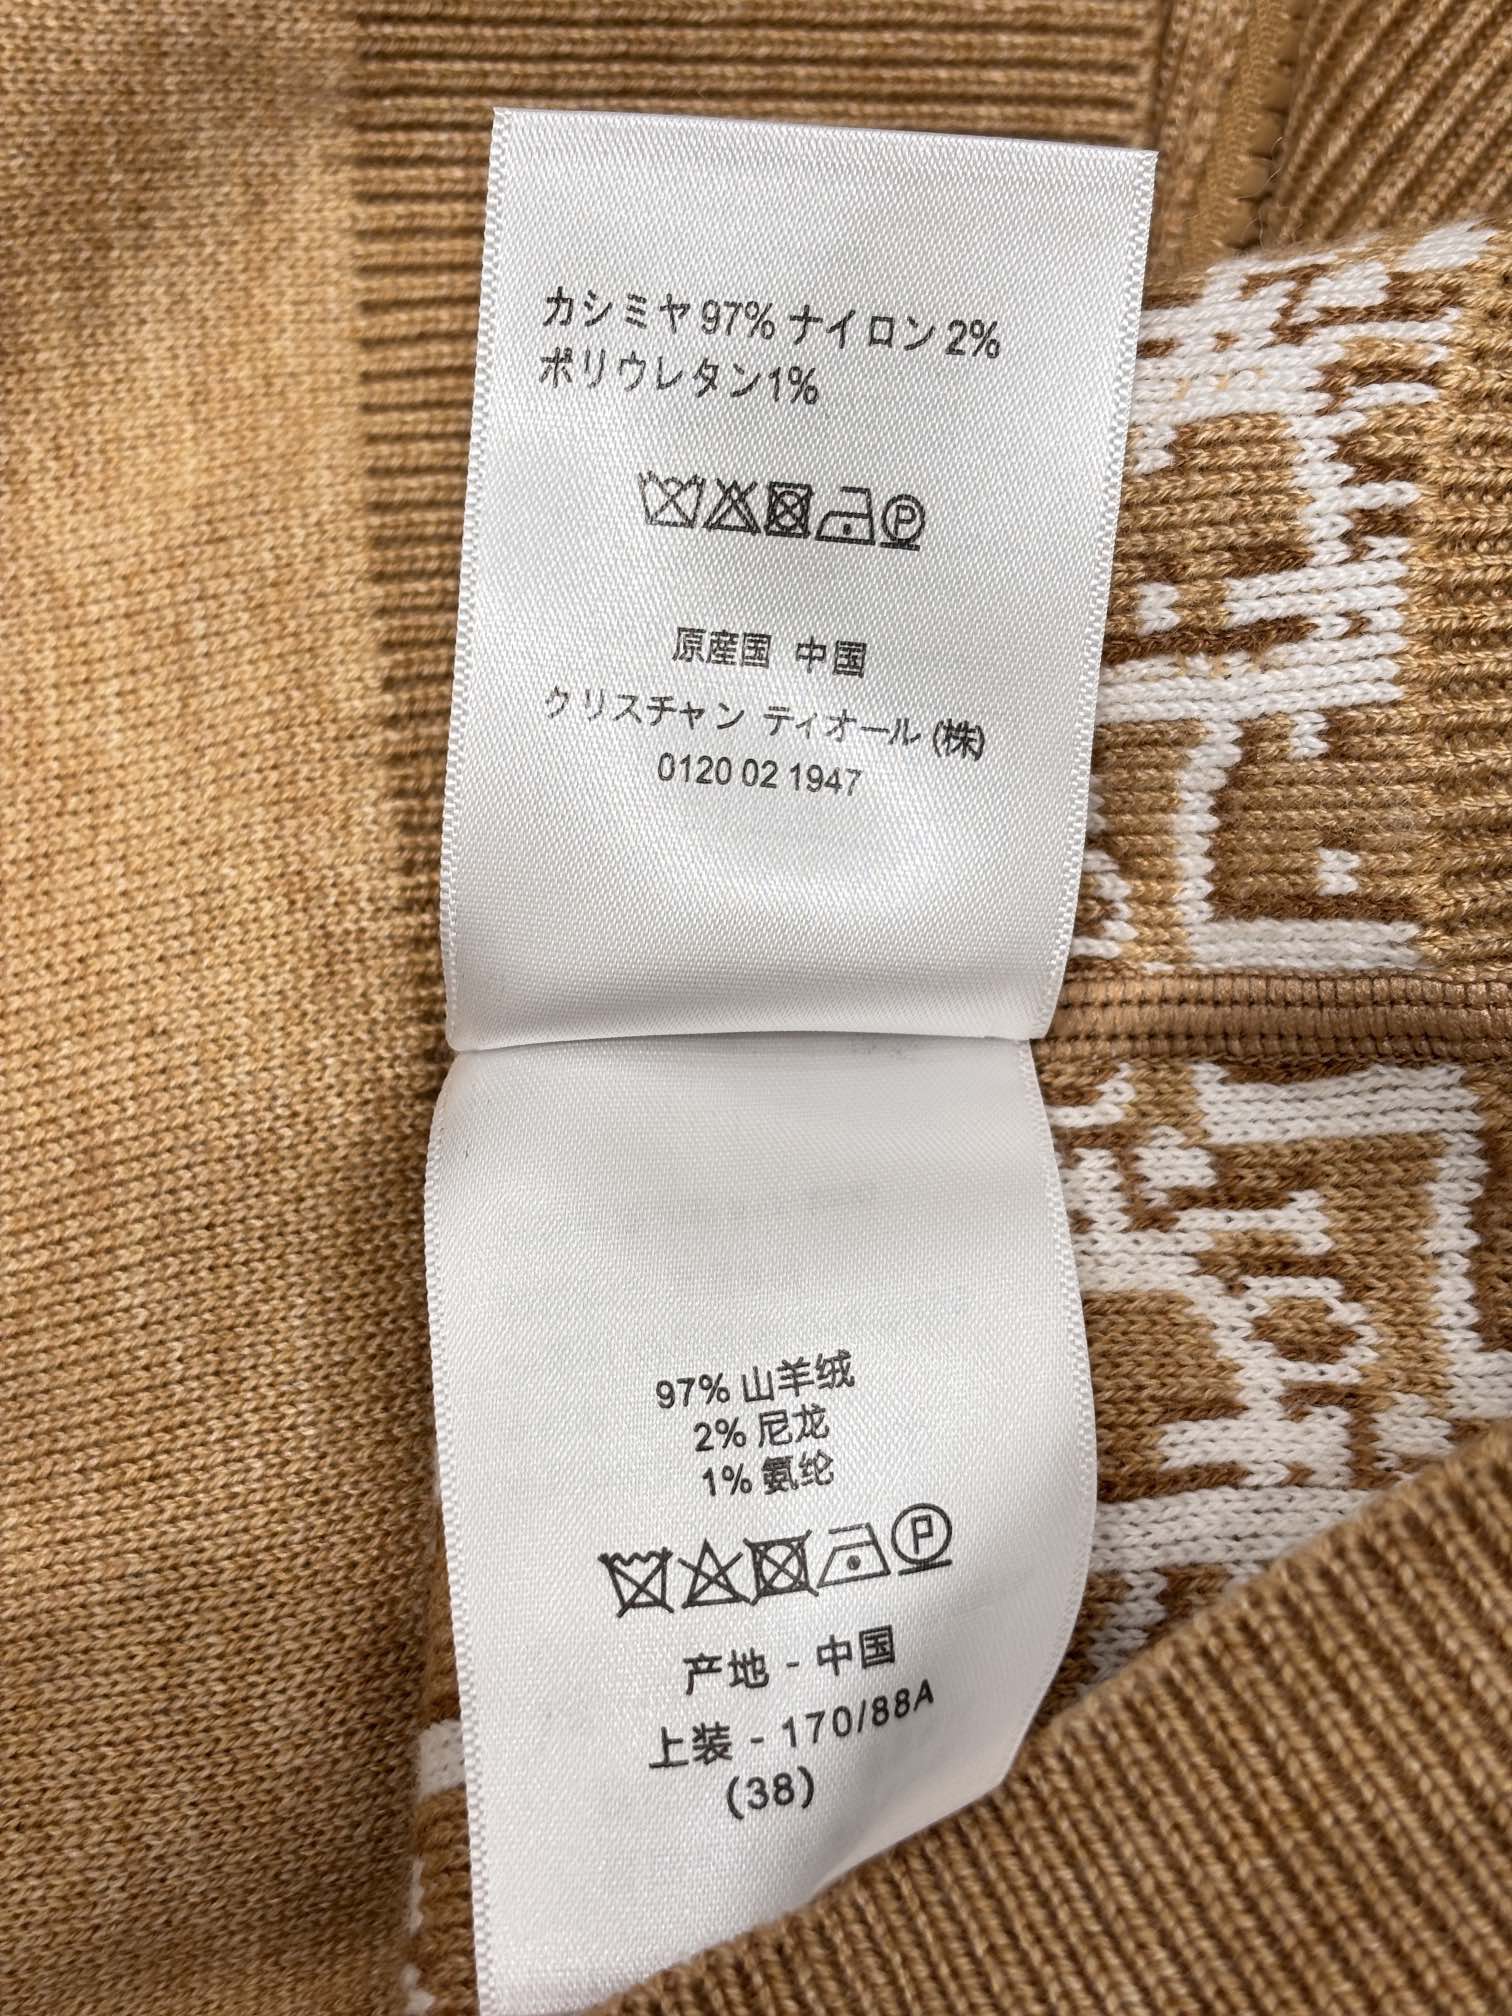 カシミヤ 97% ナイロン 2%
ポリウレタン1%
P
原産国 中国
クリスチャン ディオール (株)
0120 02 1947
97% 山羊绒
2% 尼龙
1% 氨纶
P
产地 - 中国
上装 - 170/88A
(38)